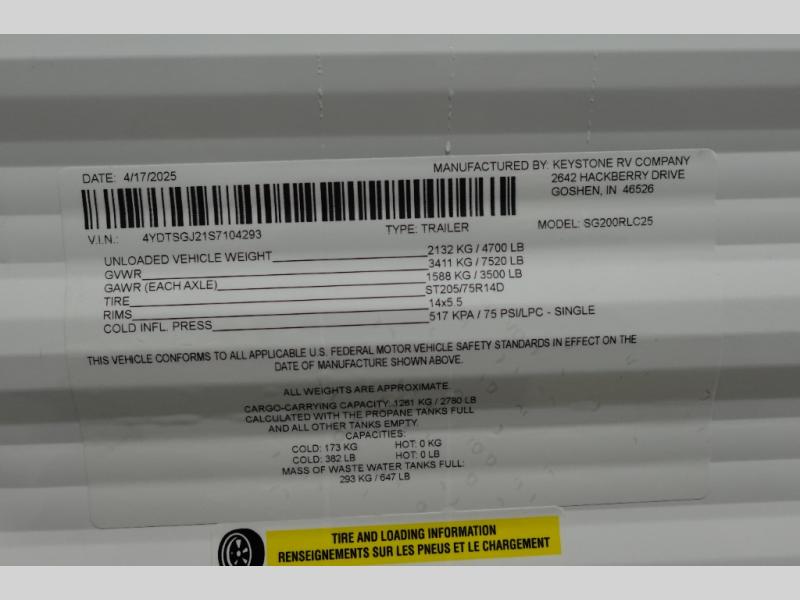 DATE: 4/17/2025
MANUFACTURED BY: KEYSTONE RV COMPANY
2642 HACKBERRY DRIVE
GOSHEN, IN 46526
V.I.N.: 4YDTSGJ21S7104293 TYPE: TRAILER MODEL: SG200RLC25
UNLOADED VEHICLE WEIGHT 2132 KG / 4700 LB
GVWR 3411 KG / 7520 LB
GAWR (EACH AXLE) 1588 KG / 3500 LB
TIRE ST205/75R14D
RIMS 14x5.5
COLD INFL. PRESS 517 KPA / 75 PSI/LPC - SINGLE
THIS VEHICLE CONFORMS TO ALL APPLICABLE U.S. FEDERAL MOTOR VEHICLE SAFETY STANDARDS IN EFFECT ON THE
DATE OF MANUFACTURE SHOWN ABOVE.
ALL WEIGHTS ARE APPROXIMATE.
CARGO-CARRYING CAPACITY: 1261 KG / 2780 LB
CALCULATED WITH THE PROPANE TANKS FULL
AND ALL OTHER TANKS EMPTY.
CAPACITIES:
COLD: 173 KG HOT: 0 KG
COLD: 382 LB HOT: 0 LB
MASS OF WASTE WATER TANKS FULL:
293 KG / 647 LB
TIRE AND LOADING INFORMATION
RENSEIGNEMENTS SUR LES PNEUS ET LE CHARGEMENT